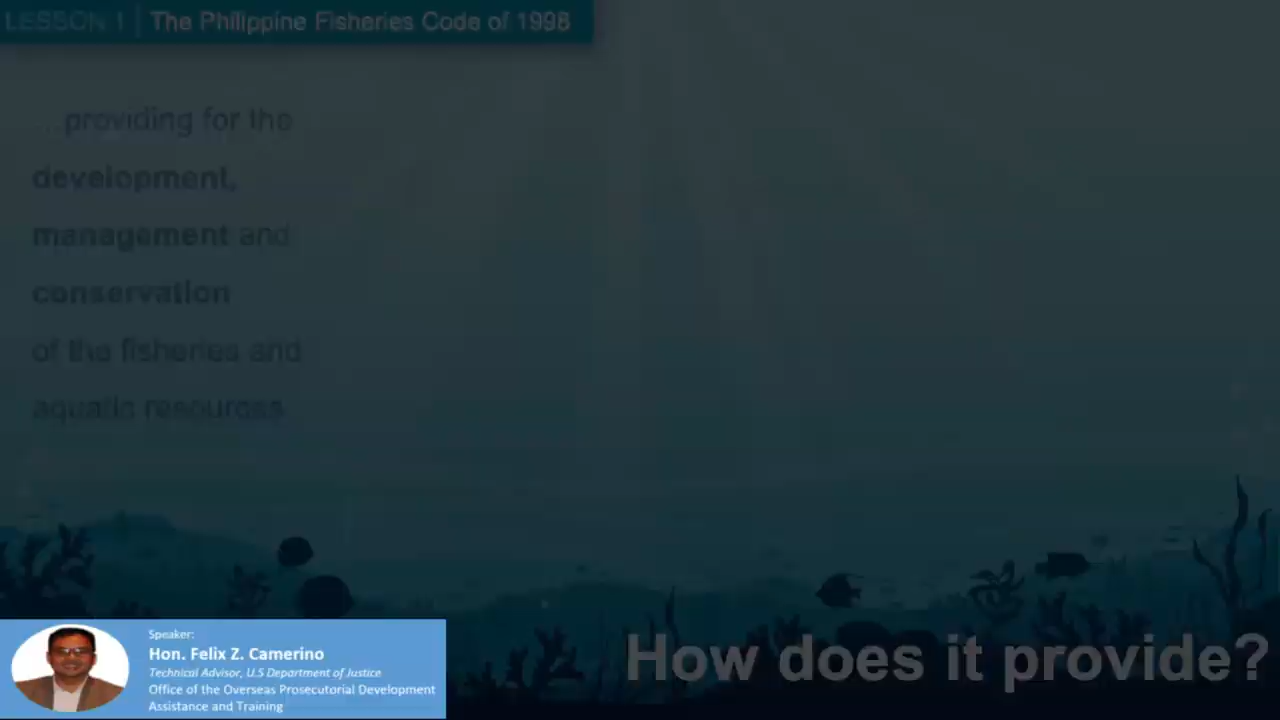 LESSON 1 | The Philippine Fisheries Code of 1998
...providing for the
development,
management and
conservation
of the fisheries and
aquatic resources
How does it provide?
Speaker:
Hon. Felix Z. Camerino
Technical Advisor, U.S Department of Justice
Office of the Overseas Prosecutorial Development
Assistance and Training